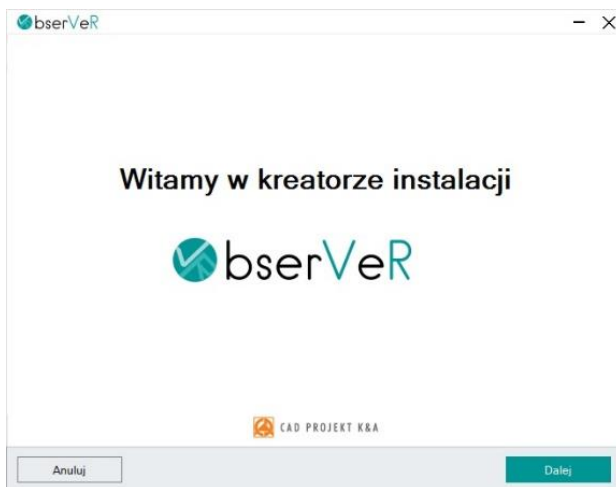 ObserVeR
Witamy w kreatorze instalacji
ObserVeR
CAD PROJEKT K&A
Anuluj
Dalej